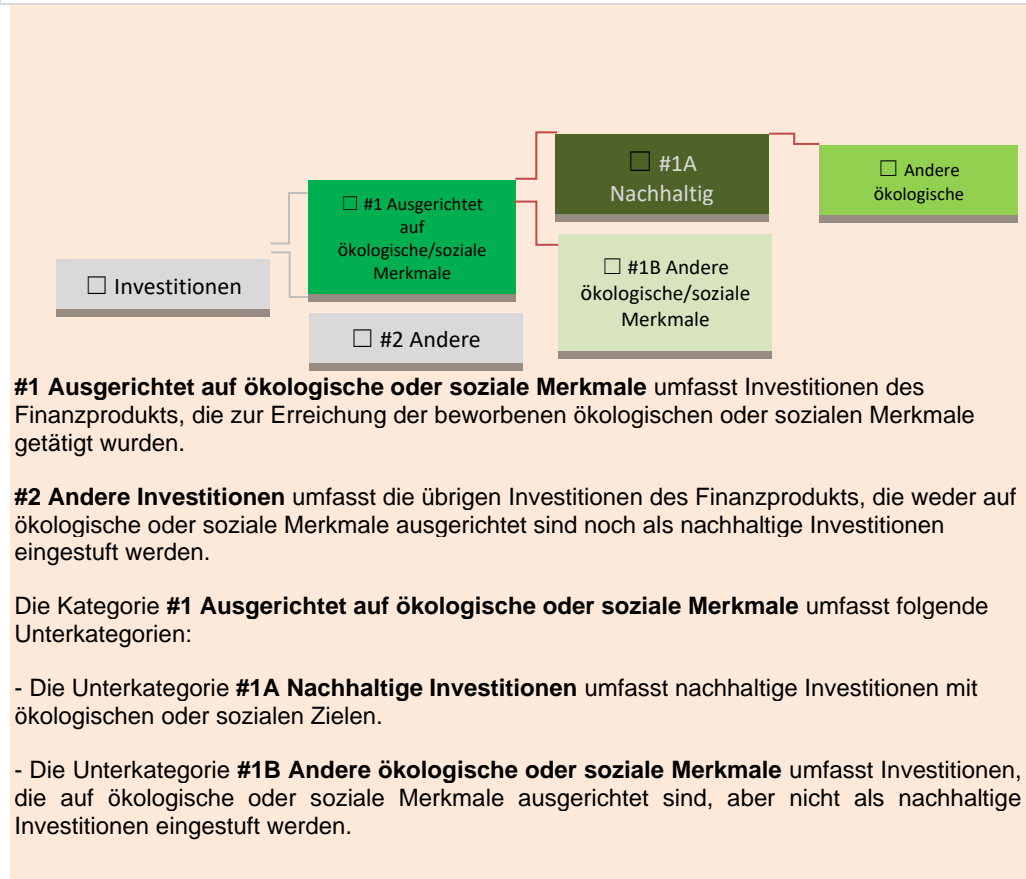 ☐ #1A
Nachhaltig
☐ Andere
ökologische
☐ #1 Ausgerichtet
auf
ökologische/soziale
Merkmale
☐ #1B Andere
ökologische/soziale
Merkmale
☐ Investitionen
☐ #2 Andere
#1 Ausgerichtet auf ökologische oder soziale Merkmale umfasst Investitionen des
Finanzprodukts, die zur Erreichung der beworbenen ökologischen oder sozialen Merkmale
getätigt wurden.
#2 Andere Investitionen umfasst die übrigen Investitionen des Finanzprodukts, die weder auf
ökologische oder soziale Merkmale ausgerichtet sind noch als nachhaltige Investitionen
eingestuft werden.
Die Kategorie #1 Ausgerichtet auf ökologische oder soziale Merkmale umfasst folgende
Unterkategorien:
- Die Unterkategorie #1A Nachhaltige Investitionen umfasst nachhaltige Investitionen mit
ökologischen oder sozialen Zielen.
- Die Unterkategorie #1B Andere ökologische oder soziale Merkmale umfasst Investitionen,
die auf ökologische oder soziale Merkmale ausgerichtet sind, aber nicht als nachhaltige
Investitionen eingestuft werden.